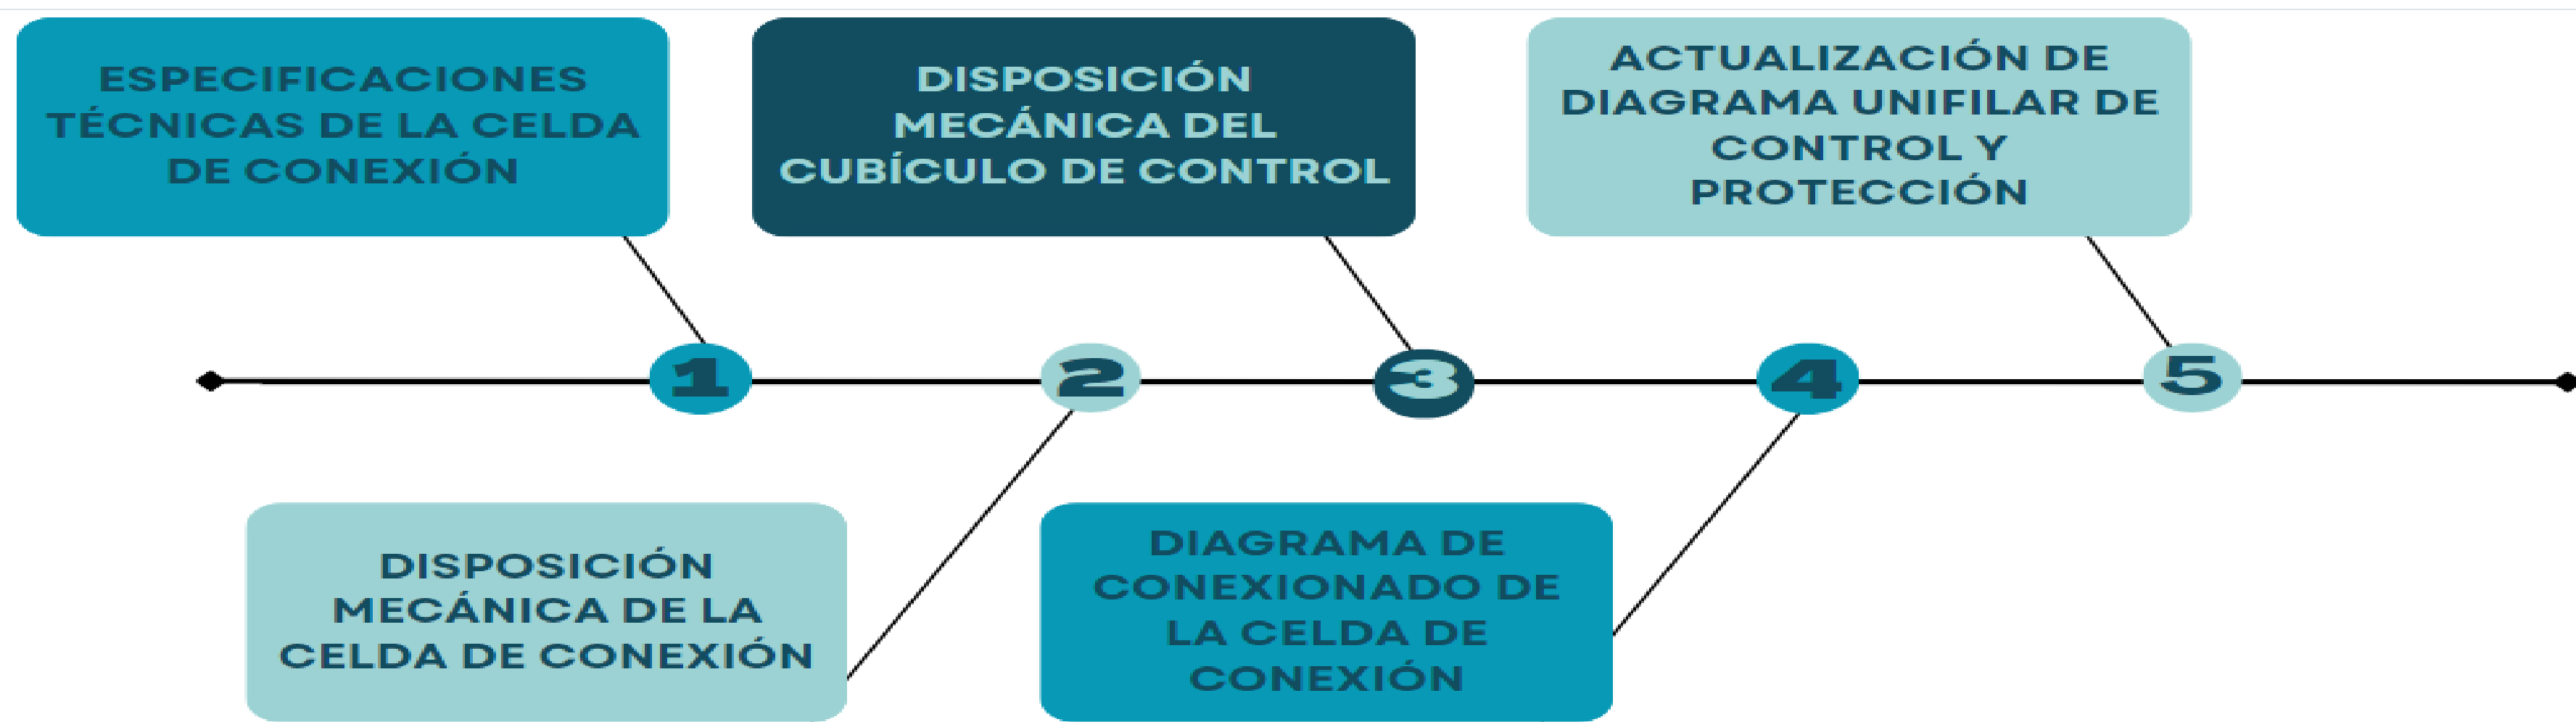 ESPECIFICACIONES
TÉCNICAS DE LA CELDA
DE CONEXIÓN
DISPOSICIÓN
MECÁNICA DEL
CUBÍCULO DE CONTROL
ACTUALIZACIÓN DE
DIAGRAMA UNIFILAR DE
CONTROL Y
PROTECCIÓN
1
2
3
4
5
DISPOSICIÓN
MECÁNICA DE LA
CELDA DE CONEXIÓN
DIAGRAMA DE
CONEXIONADO DE
LA CELDA DE
CONEXIÓN